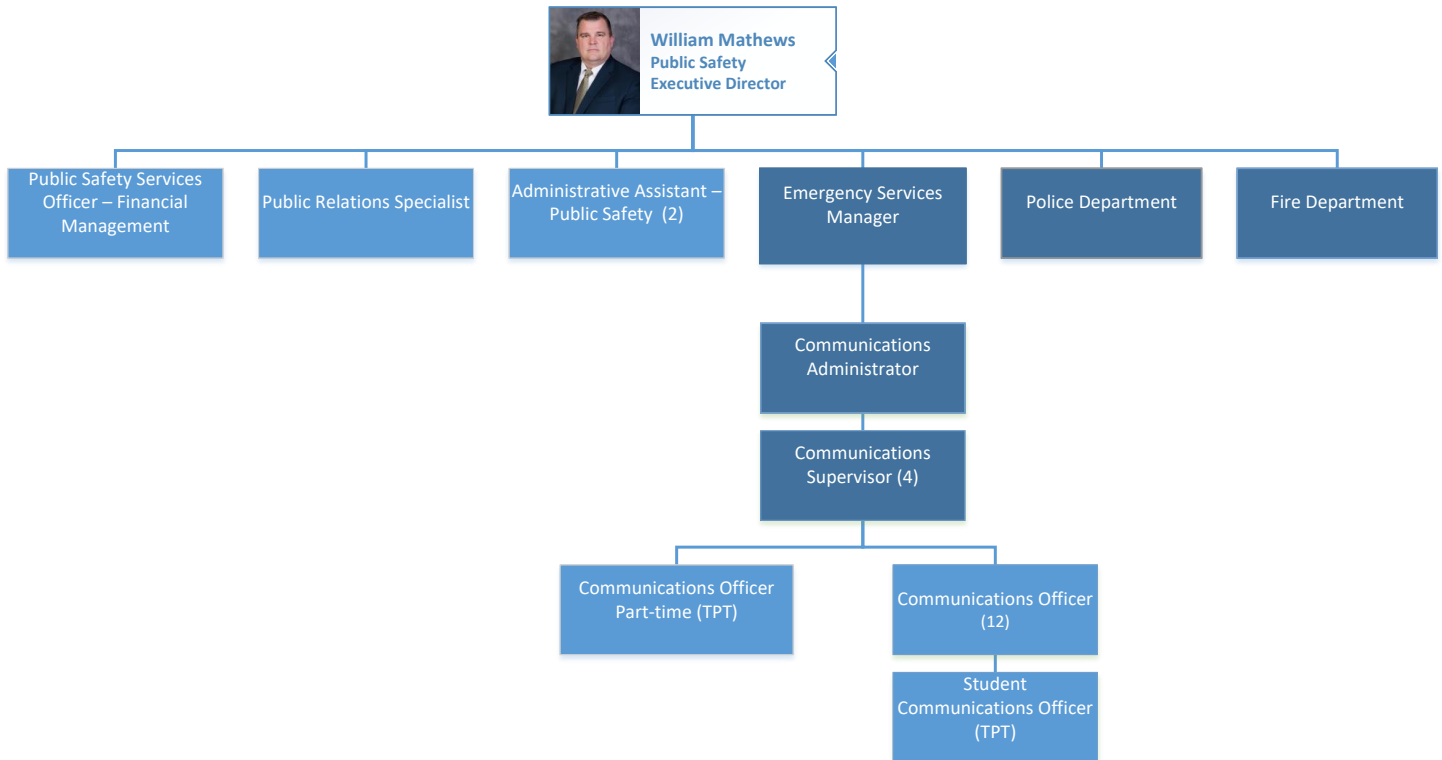 William Mathews
Public Safety
Executive Director
Public Safety Services
Officer – Financial
Management
Public Relations Specialist
Administrative Assistant –
Public Safety (2)
Emergency Services
Manager
Police Department
Fire Department
Communications
Administrator
Communications
Supervisor (4)
Communications Officer
Part-time (TPT)
Communications Officer
(12)
Student
Communications Officer
(TPT)